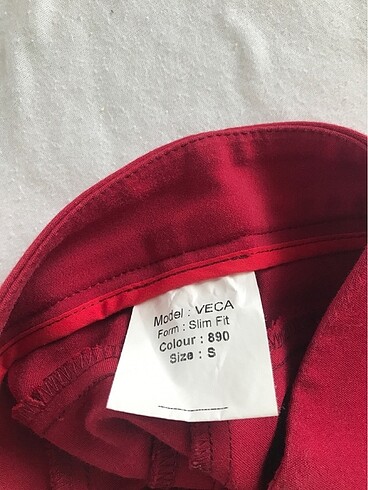 Model : VECA
Form : Slim Fit
Colour : 890
Size : S